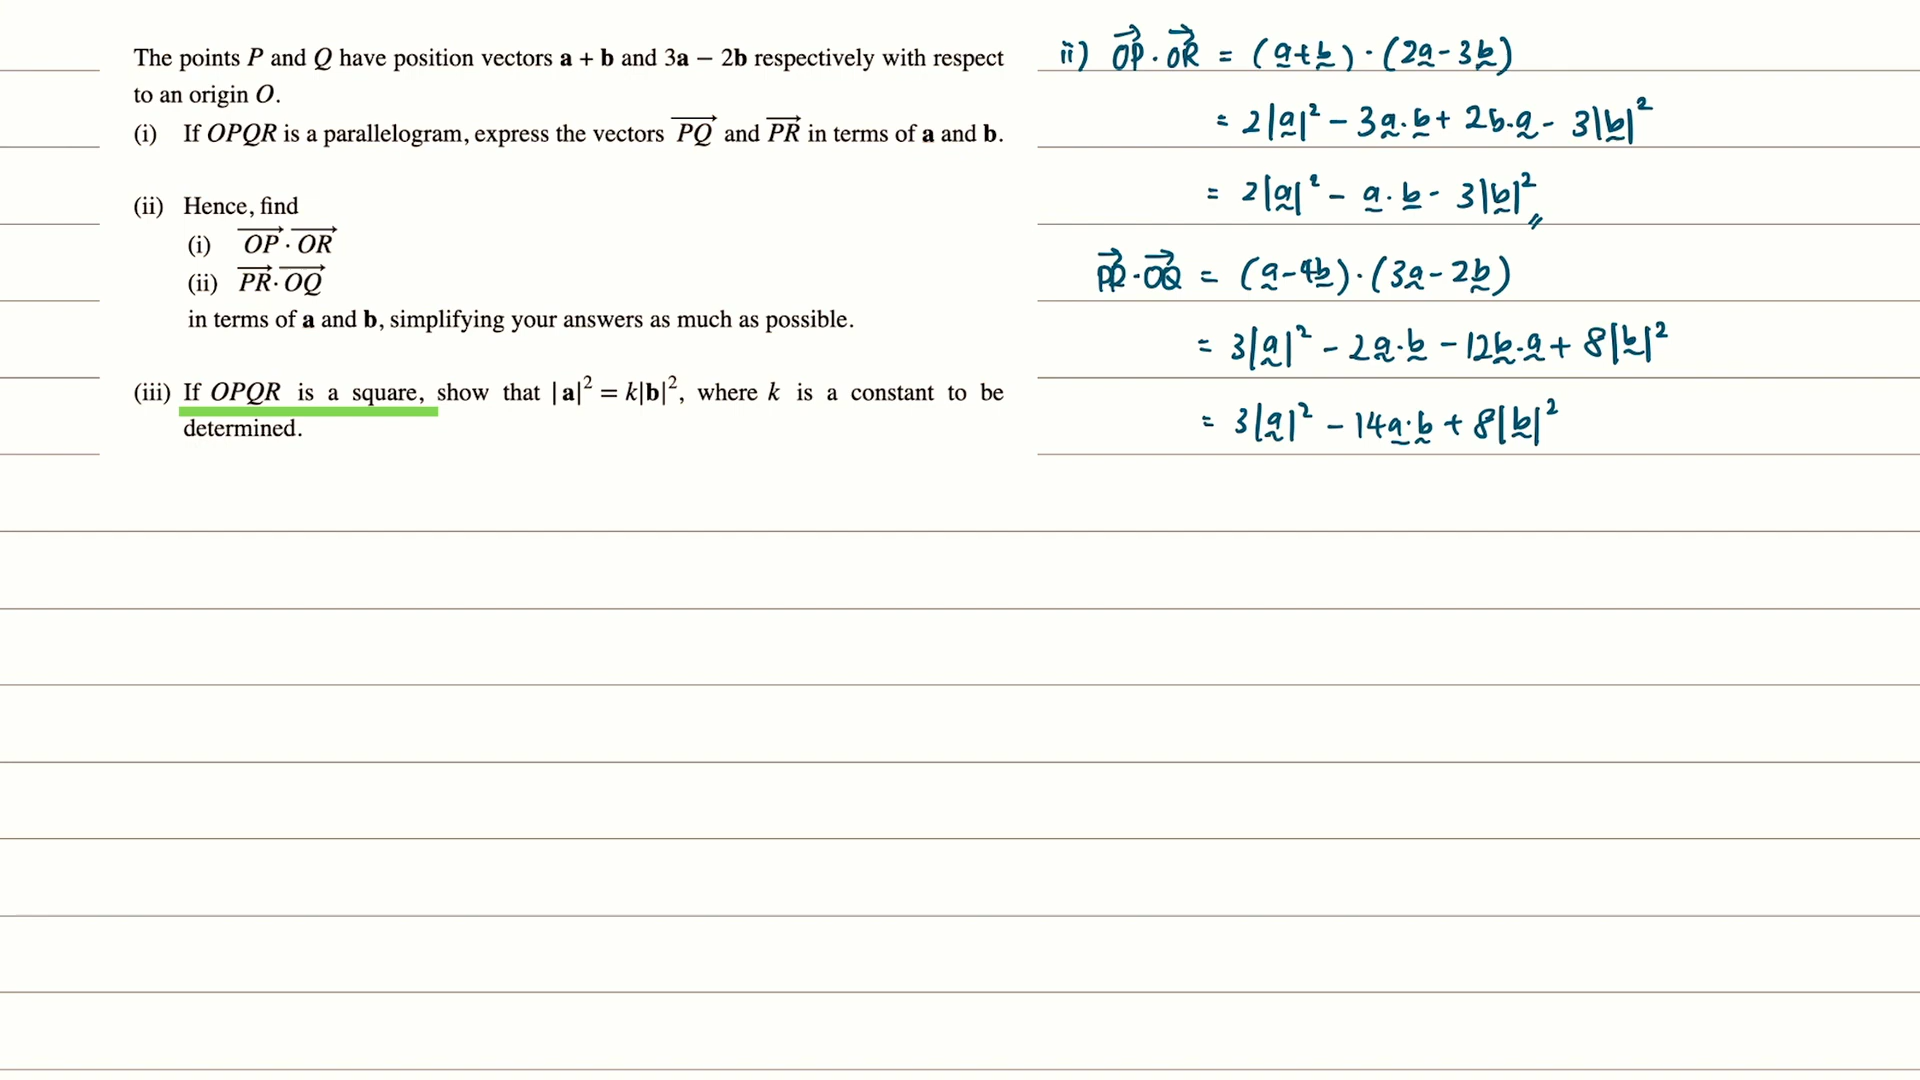 The points P and Q have position vectors a + b and 3a − 2b respectively with respect
to an origin O.
(i) If OPQR is a parallelogram, express the vectors PQ⃗ and PR⃗ in terms of a and b.
(ii) Hence, find
(i) OP⃗ · OR⃗
(ii) PR⃗ · OQ⃗
in terms of a and b, simplifying your answers as much as possible.
(iii) If OPQR is a square, show that |a|² = k|b|², where k is a constant to be
determined.
ii) OP⃗ · OR⃗ = (a+b) · (2a-3b)
= 2|a|² - 3a·b + 2b·a - 3|b|²
= 2|a|² - a·b - 3|b|² //
PR⃗ · OQ⃗ = (a-4b) · (3a-2b)
= 3|a|² - 2a·b - 12b·a + 8|b|²
= 3|a|² - 14a·b + 8|b|²